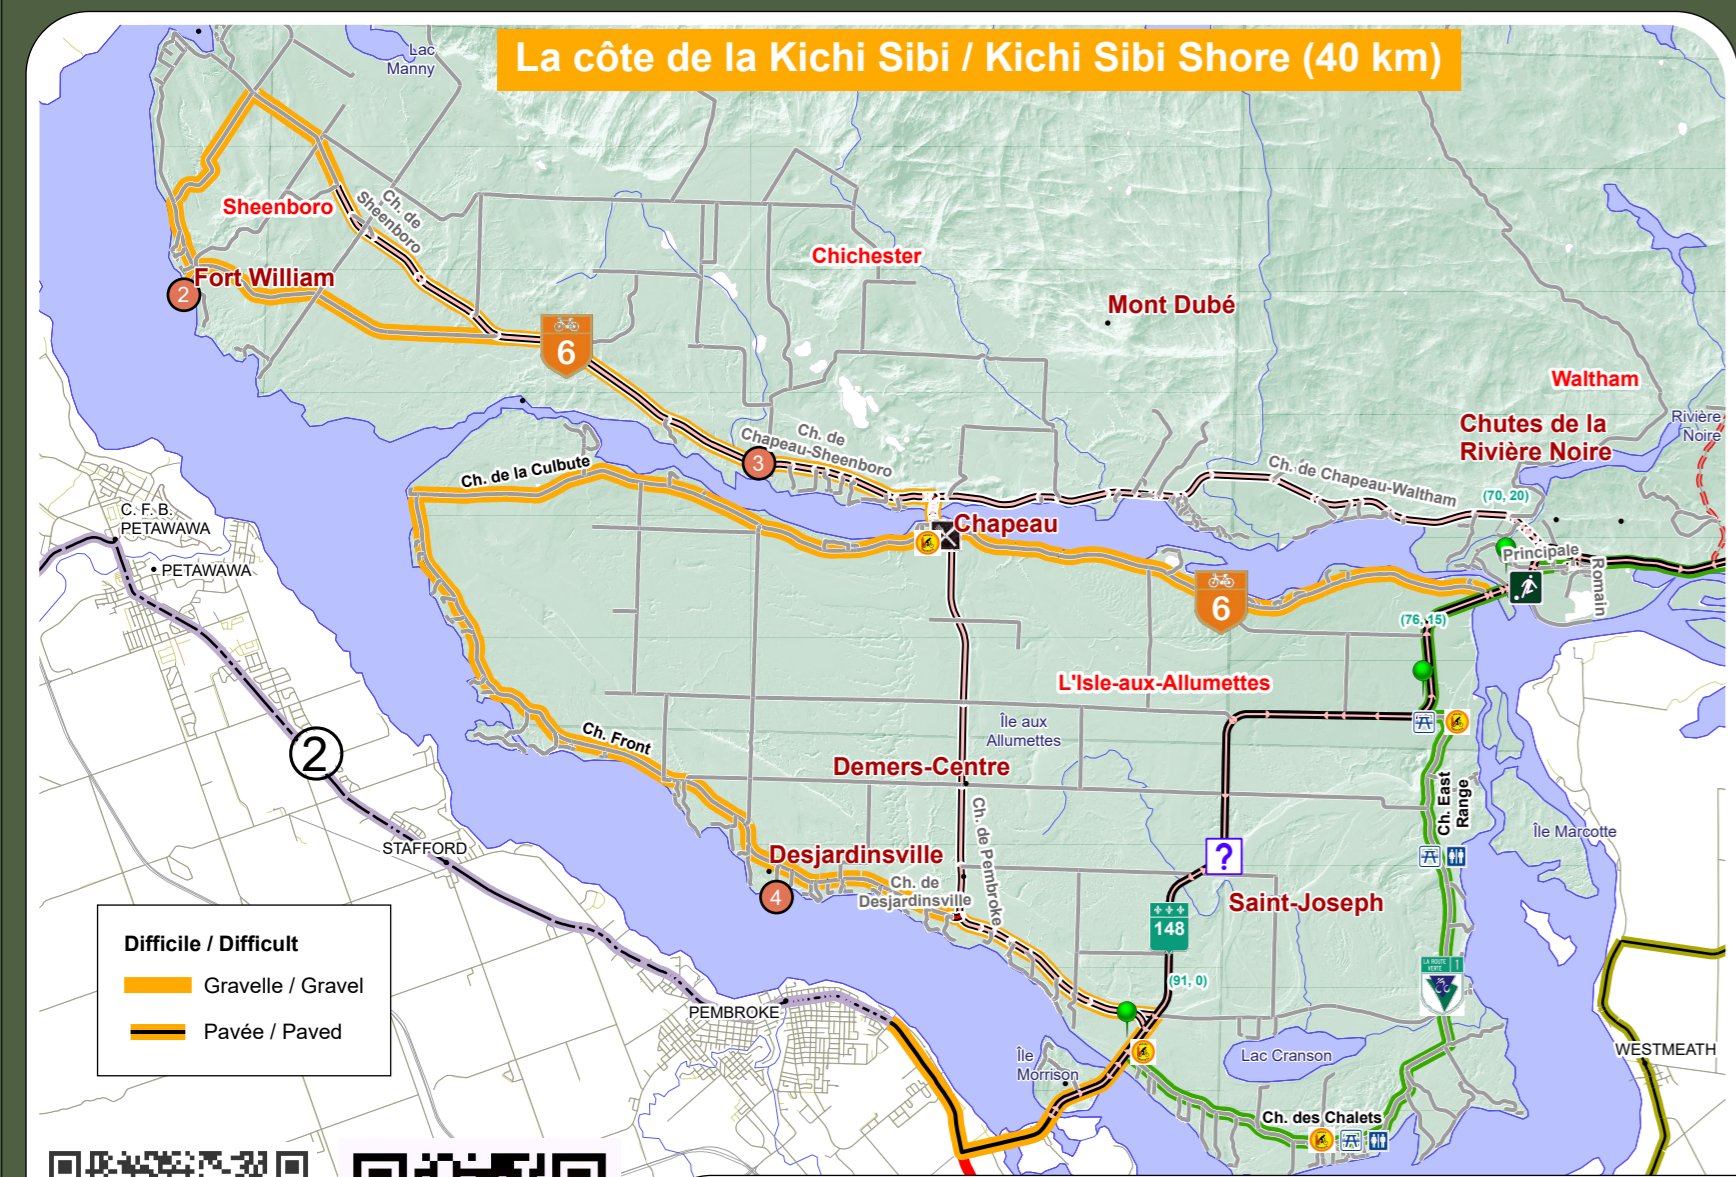 La côte de la Kichi Sibi / Kichi Sibi Shore (40 km)
Lac
Manny
Sheenboro
Ch. de
Sheenboro
Fort William
2
Chichester
Mont Dubé
6
Waltham
Chutes de la
Rivière Noire
Rivière
Noire
Ch. de
Chapeau-Sheenboro
3
Ch. de la Culbute
Ch. de Chapeau-Waltham
(70, 20)
Chapeau
C. F. B.
PETAWAWA
PETAWAWA
Principale
Romain
6
(76, 15)
L'Isle-aux-Allumettes
Île aux
Allumettes
Ch. Front
2
Demers-Centre
Ch. East
Range
Île Marcotte
Ch. de Pembroke
STAFFORD
Desjardinsville
?
4
Ch. de
Desjardinsville
Saint-Joseph
148
Difficile / Difficult
Gravelle / Gravel
Pavée / Paved
LA ROUTE
VERTE 1
(91, 0)
PEMBROKE
Île
Morrison
Lac Cranson
WESTMEATH
Ch. des Chalets